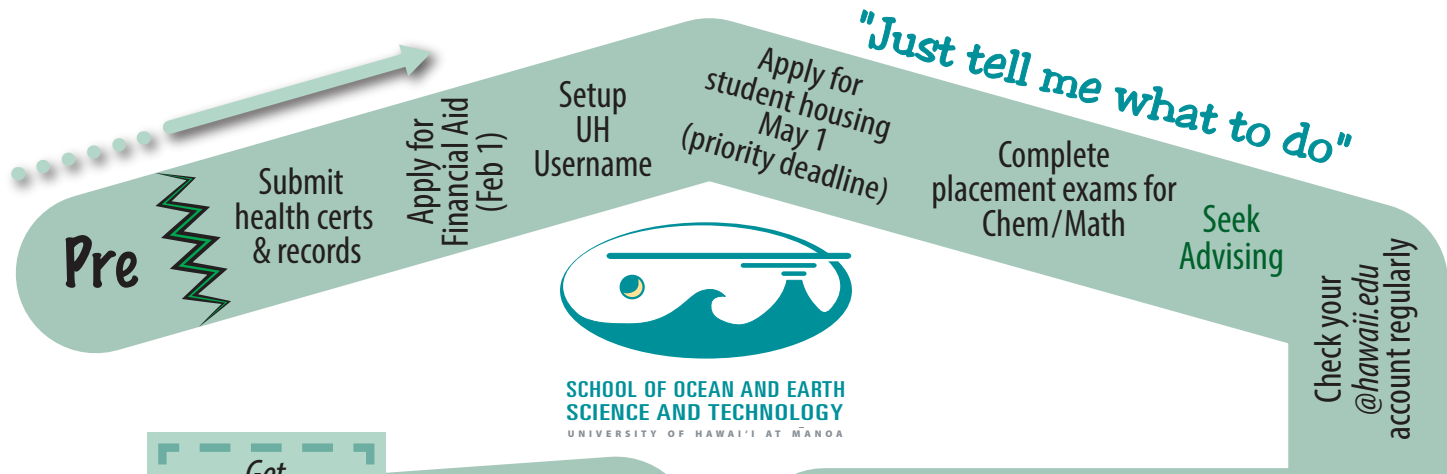 "Just tell me what to do"
Pre
Submit
health certs
& records
Apply for
Financial Aid
(Feb 1)
Setup
UH
Username
Apply for
student housing
May 1
(priority deadline)
Complete
placement exams for
Chem/Math
Seek
Advising
Check your
@hawaii.edu
account regularly
SCHOOL OF OCEAN AND EARTH
SCIENCE AND TECHNOLOGY
UNIVERSITY OF HAWAI'I AT MĀNOA
Get